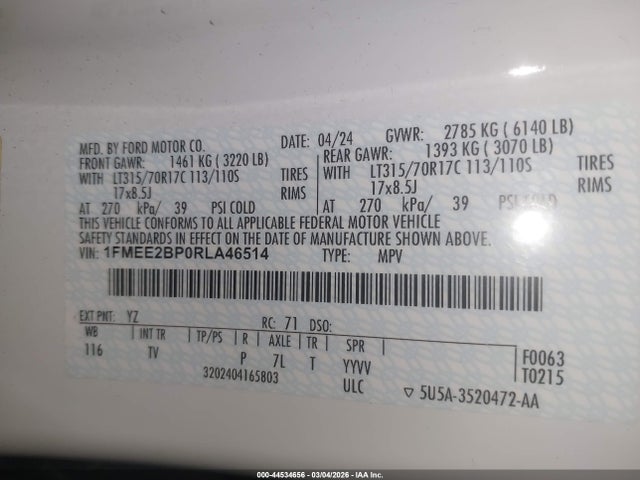 MFD. BY FORD MOTOR CO. DATE: 04/24 GVWR: 2785 KG ( 6140 LB)
FRONT GAWR: 1461 KG ( 3220 LB) REAR GAWR: 1393 KG ( 3070 LB)
WITH LT315/70R17C 113/110S TIRES WITH LT315/70R17C 113/110S TIRES
17x8.5J RIMS 17x8.5J RIMS
AT 270 kPa/ 39 PSI COLD AT 270 kPa/ 39 PSI COLD
THIS VEHICLE CONFORMS TO ALL APPLICABLE FEDERAL MOTOR VEHICLE
SAFETY STANDARDS IN EFFECT ON THE DATE OF MANUFACTURE SHOWN ABOVE.
VIN: 1FMEE2BP0RLA46514 TYPE: MPV
EXT PNT: YZ RC: 71 DSO:
WB INT TR TP/PS R AXLE TR SPR
116 TV P 7L T YYVV
3202404165803 ULC
F0063
T0215
▽ 5U5A-3520472-AA
000-44534656 - 03/04/2026 - IAA Inc.